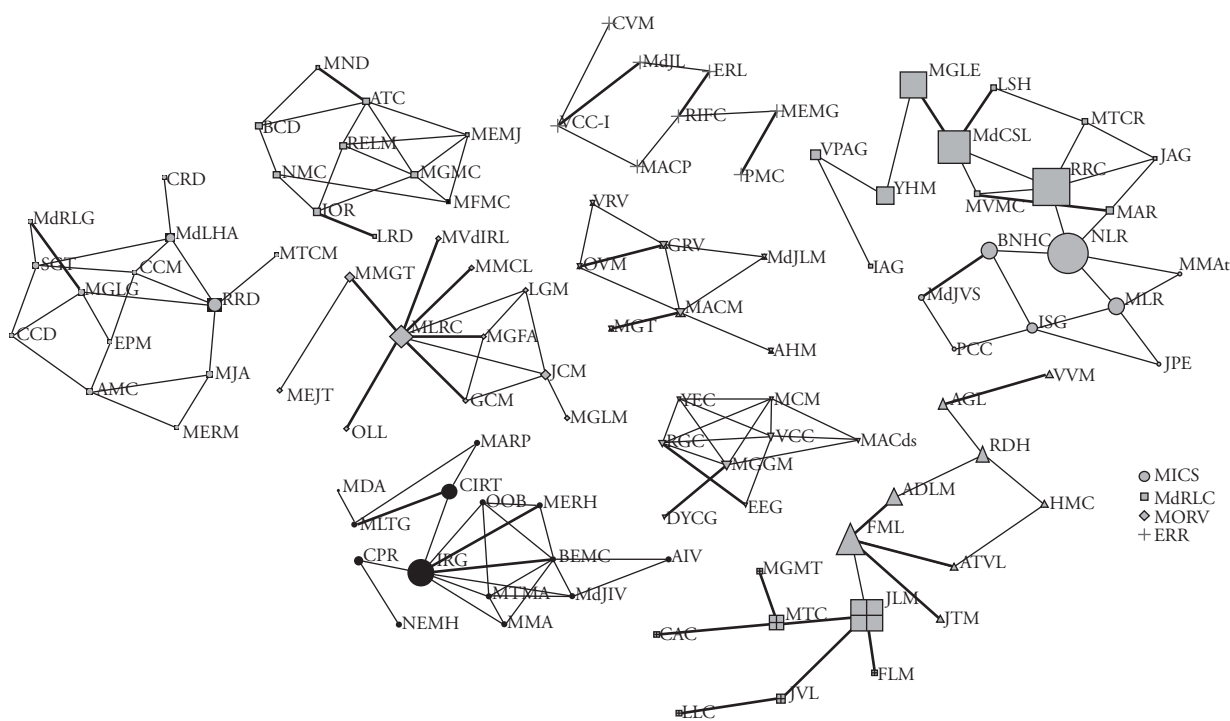 CVM
MdJL
ERL
VCC-I
RIFC
MEMG
MACP
PMC
MND
ATC
BCD
RELM
MEMJ
NMC
MGMC
MFMC
JOR
LRD
MGLE
LSH
MdCSL
MTCR
VPAG
RRC
JAG
YHM
MVMC
MAR
IAG
BNHC
NLR
MMAt
MdJVS
MLR
ISG
PCC
JPE
CRD
MdRLG
MdLHA
MTCM
SGT
CCM
MGLG
RRD
CCD
EPM
AMC
MJA
MERM
MVdIRL
MMGT
MMCL
LGM
MLRC
MGFA
JCM
MEJT
GCM
MGLM
OLL
VRV
GRV
OVM
MdJLM
MACM
MGT
AHM
YEC
MCM
RGC
VCC
MACds
MGGM
DYCG
EEG
MARP
MDA
CIRT
OOB
MERH
MLTG
CPR
IRG
BEMC
AIV
MTMA
MdJIV
NEMH
MMA
VVM
AGL
RDH
ADLM
HMC
FML
ATVL
MGMT
JLM
MTC
JTM
CAC
FLM
JVL
LLC
MICS
MdRLC
MORV
ERR